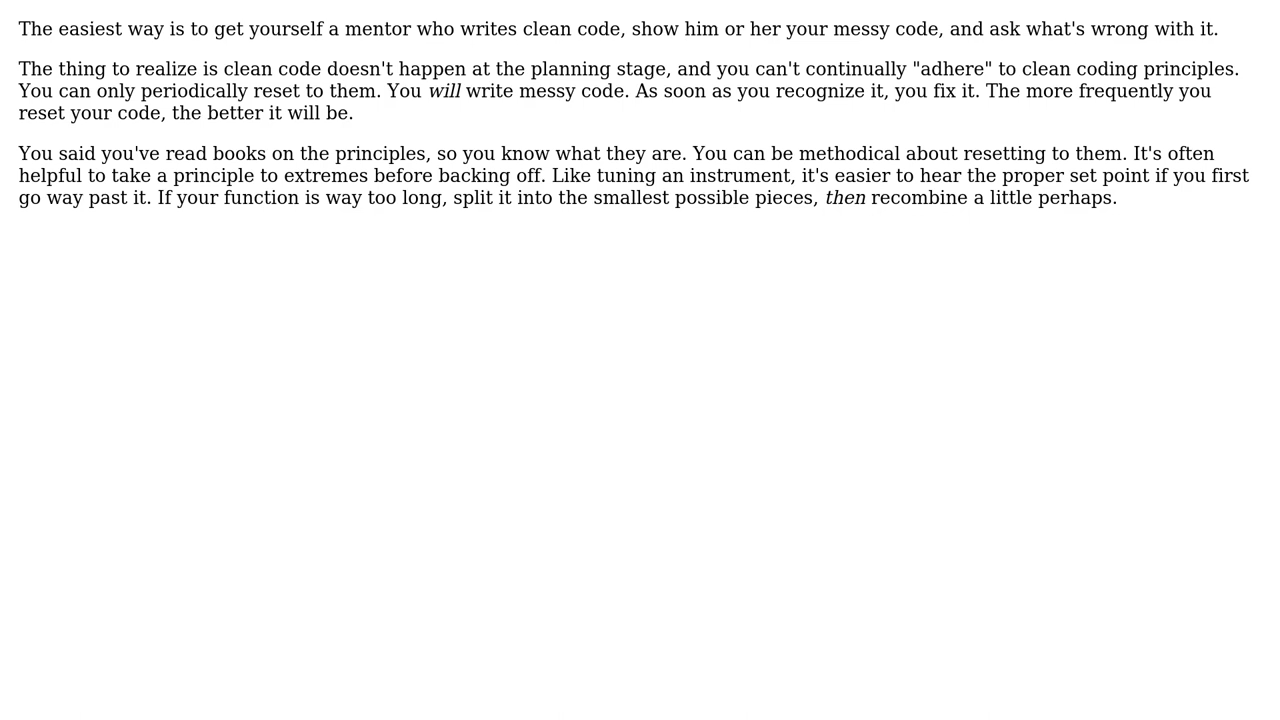 The easiest way is to get yourself a mentor who writes clean code, show him or her your messy code, and ask what's wrong with it.
The thing to realize is clean code doesn't happen at the planning stage, and you can't continually "adhere" to clean coding principles.
You can only periodically reset to them. You will write messy code. As soon as you recognize it, you fix it. The more frequently you
reset your code, the better it will be.
You said you've read books on the principles, so you know what they are. You can be methodical about resetting to them. It's often
helpful to take a principle to extremes before backing off. Like tuning an instrument, it's easier to hear the proper set point if you first
go way past it. If your function is way too long, split it into the smallest possible pieces, then recombine a little perhaps.